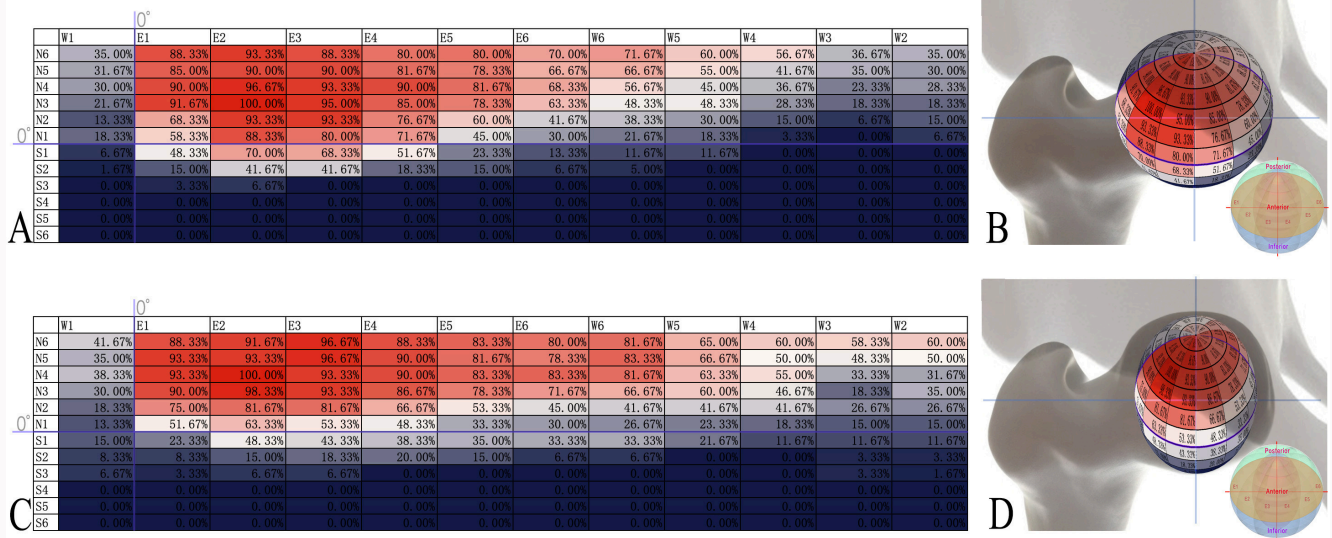 0°
W1 E1 E2 E3 E4 E5 E6 W6 W5 W4 W3 W2
N6 35.00% 88.33% 93.33% 88.33% 80.00% 80.00% 70.00% 71.67% 60.00% 56.67% 36.67% 35.00%
N5 31.67% 85.00% 90.00% 90.00% 81.67% 78.33% 66.67% 66.67% 55.00% 41.67% 35.00% 30.00%
N4 30.00% 90.00% 96.67% 93.33% 90.00% 81.67% 68.33% 56.67% 45.00% 36.67% 23.33% 28.33%
N3 21.67% 91.67% 100.00% 95.00% 85.00% 78.33% 63.33% 48.33% 48.33% 28.33% 18.33% 18.33%
N2 13.33% 68.33% 93.33% 93.33% 76.67% 60.00% 41.67% 38.33% 30.00% 15.00% 6.67% 15.00%
0° N1 18.33% 58.33% 88.33% 80.00% 71.67% 45.00% 30.00% 21.67% 18.33% 3.33% 0.00% 6.67%
S1 6.67% 48.33% 70.00% 68.33% 51.67% 23.33% 13.33% 11.67% 11.67% 0.00% 0.00% 0.00%
S2 1.67% 15.00% 41.67% 41.67% 18.33% 15.00% 6.67% 5.00% 0.00% 0.00% 0.00% 0.00%
S3 0.00% 3.33% 6.67% 0.00% 0.00% 0.00% 0.00% 0.00% 0.00% 0.00% 0.00% 0.00%
S4 0.00% 0.00% 0.00% 0.00% 0.00% 0.00% 0.00% 0.00% 0.00% 0.00% 0.00% 0.00%
S5 0.00% 0.00% 0.00% 0.00% 0.00% 0.00% 0.00% 0.00% 0.00% 0.00% 0.00% 0.00%
S6 0.00% 0.00% 0.00% 0.00% 0.00% 0.00% 0.00% 0.00% 0.00% 0.00% 0.00% 0.00%
A
93.33% 76.67%
80.00% 71.67%
68.33% 51.67%
Posterior
Anterior
Inferior
B
0°
W1 E1 E2 E3 E4 E5 E6 W6 W5 W4 W3 W2
N6 41.67% 88.33% 91.67% 96.67% 88.33% 83.33% 80.00% 81.67% 65.00% 60.00% 58.33% 60.00%
N5 35.00% 93.33% 93.33% 96.67% 90.00% 81.67% 78.33% 83.33% 66.67% 50.00% 48.33% 50.00%
N4 38.33% 93.33% 100.00% 93.33% 90.00% 83.33% 83.33% 81.67% 63.33% 55.00% 33.33% 31.67%
N3 30.00% 90.00% 98.33% 93.33% 86.67% 78.33% 71.67% 66.67% 60.00% 46.67% 18.33% 35.00%
N2 18.33% 75.00% 81.67% 81.67% 66.67% 53.33% 45.00% 41.67% 41.67% 41.67% 26.67% 26.67%
0° N1 13.33% 51.67% 63.33% 53.33% 48.33% 33.33% 30.00% 26.67% 23.33% 18.33% 15.00% 15.00%
S1 15.00% 23.33% 48.33% 43.33% 38.33% 35.00% 33.33% 33.33% 21.67% 11.67% 11.67% 11.67%
S2 8.33% 8.33% 15.00% 18.33% 20.00% 15.00% 6.67% 6.67% 0.00% 0.00% 3.33% 3.33%
S3 6.67% 3.33% 6.67% 6.67% 0.00% 0.00% 0.00% 0.00% 0.00% 0.00% 3.33% 1.67%
S4 0.00% 0.00% 0.00% 0.00% 0.00% 0.00% 0.00% 0.00% 0.00% 0.00% 0.00% 0.00%
S5 0.00% 0.00% 0.00% 0.00% 0.00% 0.00% 0.00% 0.00% 0.00% 0.00% 0.00% 0.00%
S6 0.00% 0.00% 0.00% 0.00% 0.00% 0.00% 0.00% 0.00% 0.00% 0.00% 0.00% 0.00%
C
81.67% 66.67%
53.33% 48.33%
43.33% 38.33%
Posterior
Anterior
Inferior
D